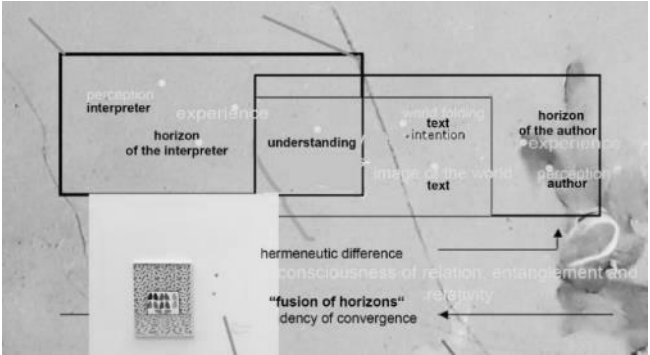 perception
interpreter
experience
horizon
of the interpreter
understanding
world folding
text
intention
image of the world
text
horizon
of the author
experience
perception
author
hermeneutic difference
consciousness of relation: entanglement and
relativity
“fusion of horizons“
dency of convergence